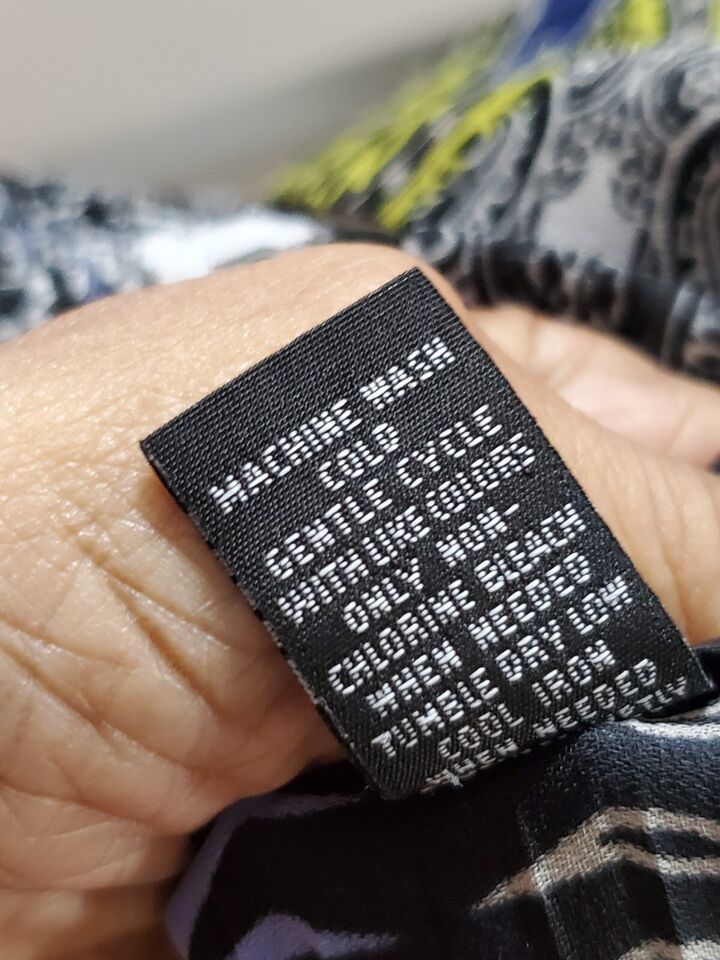 MACHINE WASH
COLD
GENTLE CYCLE
WITH LIKE COLORS
ONLY NON-
CHLORINE BLEACH
WHEN NEEDED
TUMBLE DRY LOW
COOL IRON
WHEN NEEDED